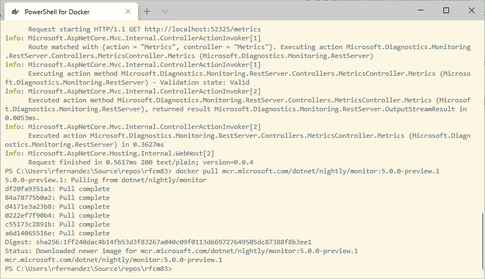 PowerShell for Docker
Request starting HTTP/1.1 GET http://localhost:52325/metrics
info: Microsoft.AspNetCore.Mvc.Internal.ControllerActionInvoker[1]
Route matched with {action = "Metrics", controller = "Metrics"}. Executing action Microsoft.Diagnostics.Monitoring
.RestServer.Controllers.MetricsController.Metrics (Microsoft.Diagnostics.Monitoring.RestServer)
info: Microsoft.AspNetCore.Mvc.Internal.ControllerActionInvoker[1]
Executing action method Microsoft.Diagnostics.Monitoring.RestServer.Controllers.MetricsController.Metrics (Microso
ft.Diagnostics.Monitoring.RestServer) - Validation state: Valid
info: Microsoft.AspNetCore.Mvc.Internal.ControllerActionInvoker[2]
Executed action method Microsoft.Diagnostics.Monitoring.RestServer.Controllers.MetricsController.Metrics (Microsof
t.Diagnostics.Monitoring.RestServer), returned result Microsoft.Diagnostics.Monitoring.RestServer.OutputStreamResult in
0.0053ms.
info: Microsoft.AspNetCore.Mvc.Internal.ControllerActionInvoker[2]
Executed action Microsoft.Diagnostics.Monitoring.RestServer.Controllers.MetricsController.Metrics (Microsoft.Diagn
ostics.Monitoring.RestServer) in 0.3627ms
info: Microsoft.AspNetCore.Hosting.Internal.WebHost[2]
Request finished in 0.5617ms 200 text/plain; version=0.0.4
PS C:\Users\rfernandez\Source\repos\rfcm83> docker pull mcr.microsoft.com/dotnet/nightly/monitor:5.0.0-preview.1
5.0.0-preview.1: Pulling from dotnet/nightly/monitor
df20fa9351a1: Pull complete
84a78775b0a2: Pull complete
d4171e3a23b8: Pull complete
0222ef7f90b4: Pull complete
c55173c2891b: Pull complete
a6d14065516e: Pull complete
Digest: sha256:1ff240dac4b14fb53d3f83267a040c09f0113d669727649505dc87388f8b3ee1
Status: Downloaded newer image for mcr.microsoft.com/dotnet/nightly/monitor:5.0.0-preview.1
mcr.microsoft.com/dotnet/nightly/monitor:5.0.0-preview.1
PS C:\Users\rfernandez\Source\repos\rfcm83>